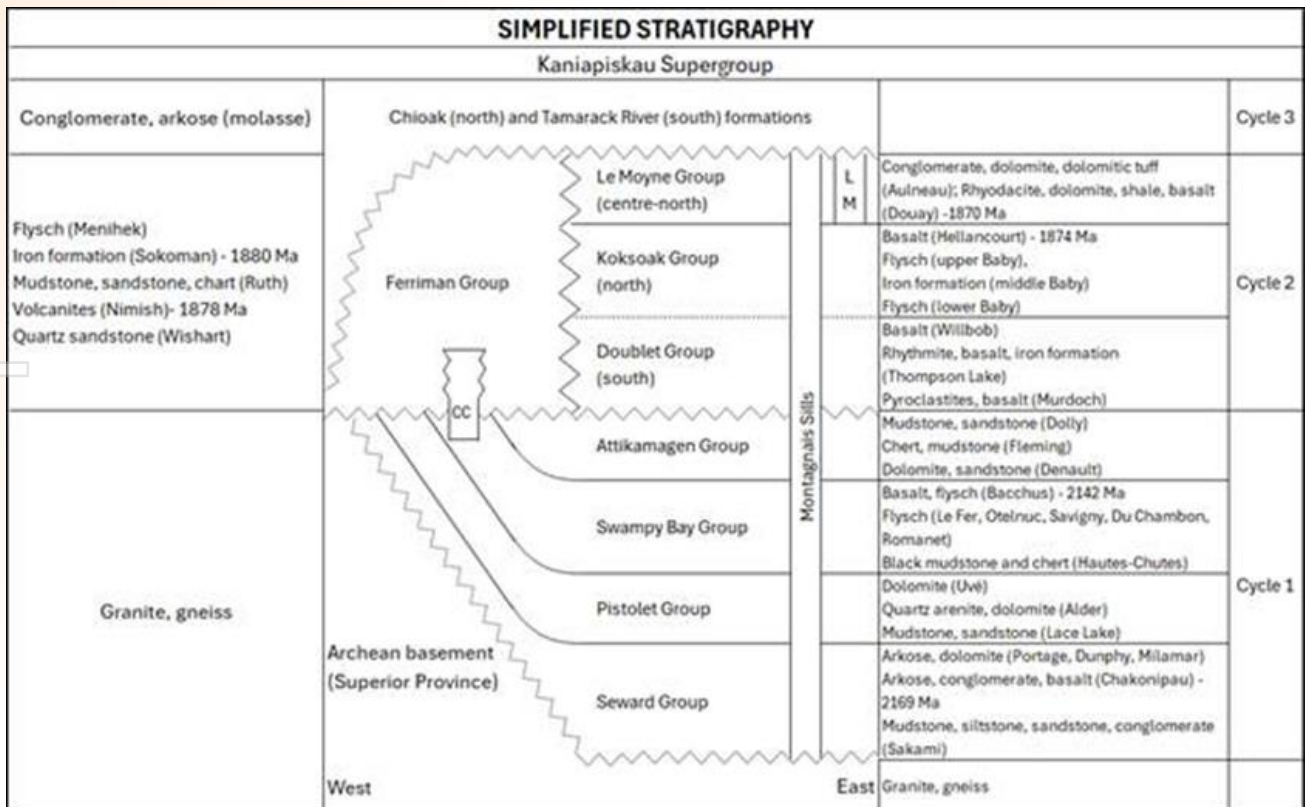 SIMPLIFIED STRATIGRAPHY
Kaniapiskau Supergroup
Conglomerate, arkose (molasse)
Chioak (north) and Tamarack River (south) formations
Cycle 3
Flysch (Menihek)
Iron formation (Sokoman) - 1880 Ma
Mudstone, sandstone, chart (Ruth)
Volcanites (Nimish)- 1878 Ma
Quartz sandstone (Wishart)
Ferriman Group
CC
Le Moyne Group
(centre-north)
L
M
Conglomerate, dolomite, dolomitic tuff
(Aulneau); Rhyodacite, dolomite, shale, basalt
(Douay) -1870 Ma
Koksoak Group
(north)
Basalt (Hellancourt) - 1874 Ma
Flysch (upper Baby),
Iron formation (middle Baby)
Flysch (lower Baby)
Cycle 2
Doublet Group
(south)
Basalt (Willbob)
Rhythmite, basalt, iron formation
(Thompson Lake)
Pyroclastites, basalt (Murdoch)
Montagnais Sills
Granite, gneiss
Archean basement
(Superior Province)
Attikamagen Group
Mudstone, sandstone (Dolly)
Chert, mudstone (Fleming)
Dolomite, sandstone (Denault)
Swampy Bay Group
Basalt, flysch (Bacchus) - 2142 Ma
Flysch (Le Fer, Otelnuc, Savigny, Du Chambon,
Romanet)
Black mudstone and chert (Hautes-Chutes)
Cycle 1
Pistolet Group
Dolomite (Uvé)
Quartz arenite, dolomite (Alder)
Mudstone, sandstone (Lace Lake)
Seward Group
Arkose, dolomite (Portage, Dunphy, Milamar)
Arkose, conglomerate, basalt (Chakonipau) -
2169 Ma
Mudstone, siltstone, sandstone, conglomerate
(Sakami)
West
East
Granite, gneiss